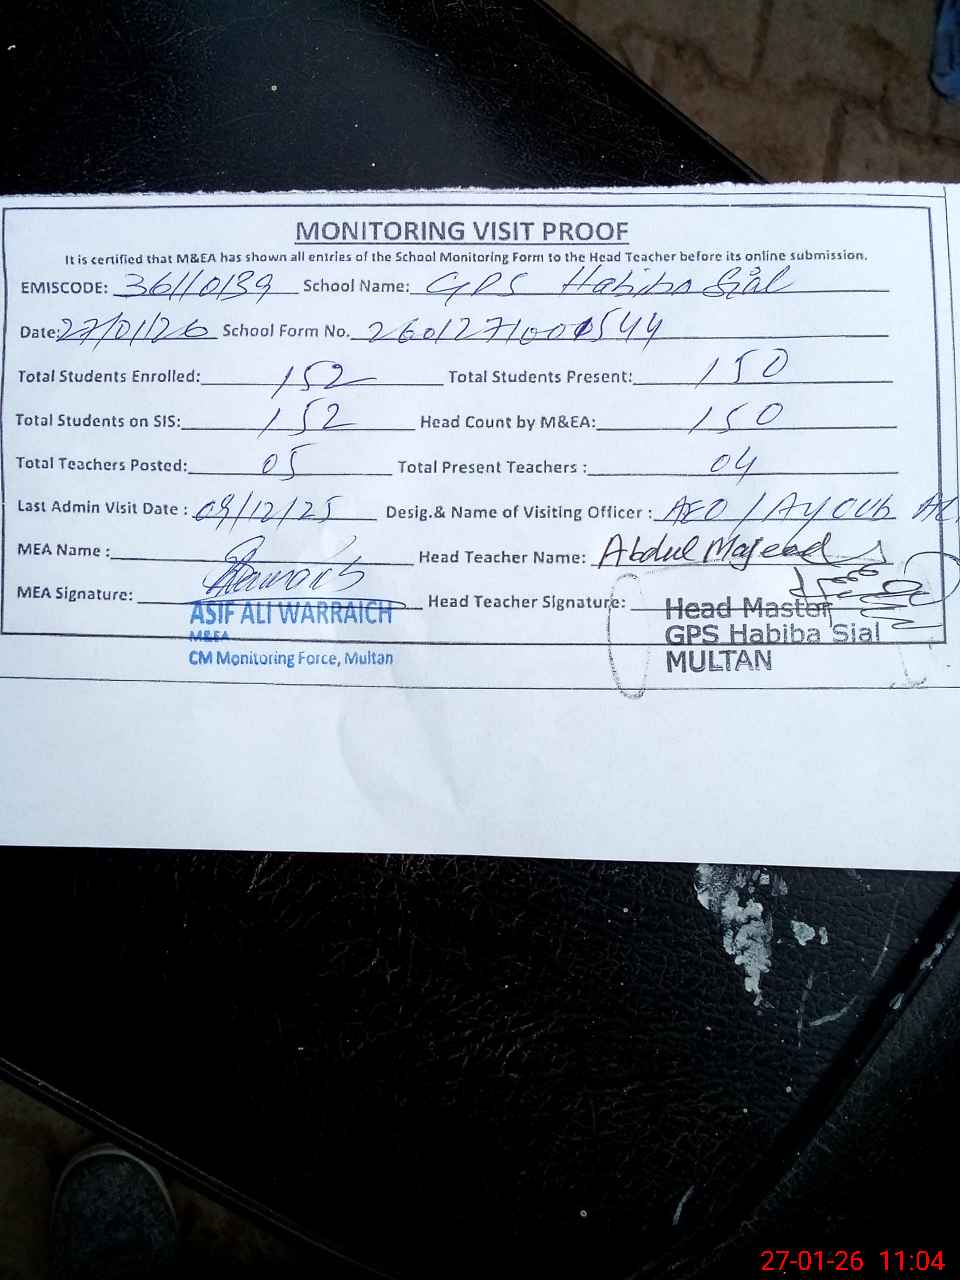 MONITORING VISIT PROOF
It is certified that M&EA has shown all entries of the School Monitoring Form to the Head Teacher before its online submission.
EMISCODE: 36110139 School Name: GPS Habiba Sial
Date: 27/01/26 School Form No. 260127100544
Total Students Enrolled: 152 Total Students Present: 150
Total Students on SIS: 152 Head Count by M&EA: 150
Total Teachers Posted: 05 Total Present Teachers : 04
Last Admin Visit Date : 09/12/25 Desig.& Name of Visiting Officer : AEO / Ayoub
MEA Name : Head Teacher Name: Abdul Majeed
MEA Signature: Head Teacher Signature:
ASIF ALI WARRAICH
M&EA
CM Monitoring Force, Multan
Head Master
GPS Habiba Sial
MULTAN
27-01-26 11:04